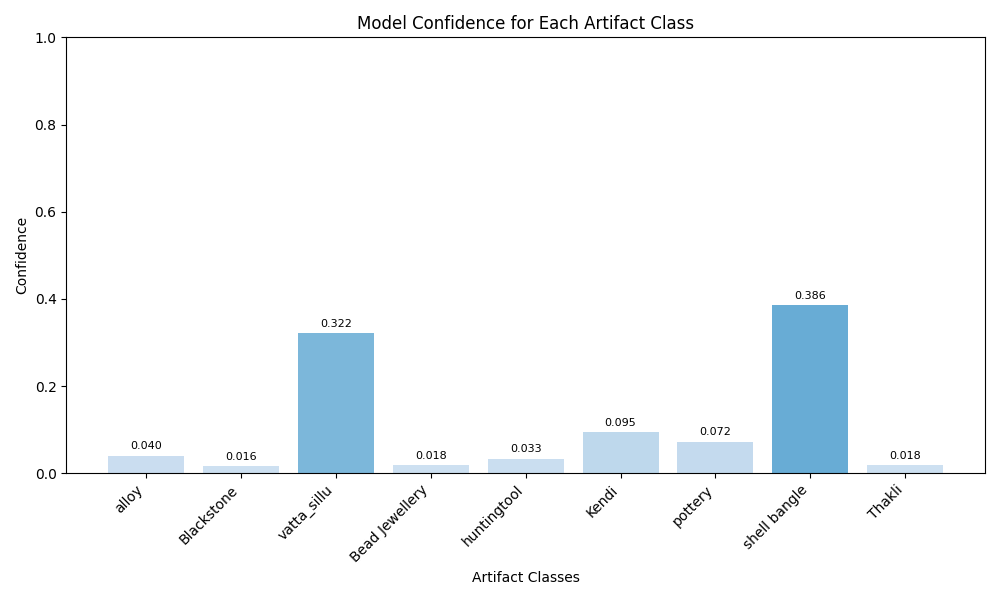 Model Confidence for Each Artifact Class
1.0
0.8
0.6
0.4
0.2
0.0
Confidence
0.040
0.016
0.322
0.018
0.033
0.095
0.072
0.386
0.018
alloy
Blackstone
vatta_sillu
Bead Jewellery
huntingtool
Kendi
pottery
shell bangle
Thakli
Artifact Classes